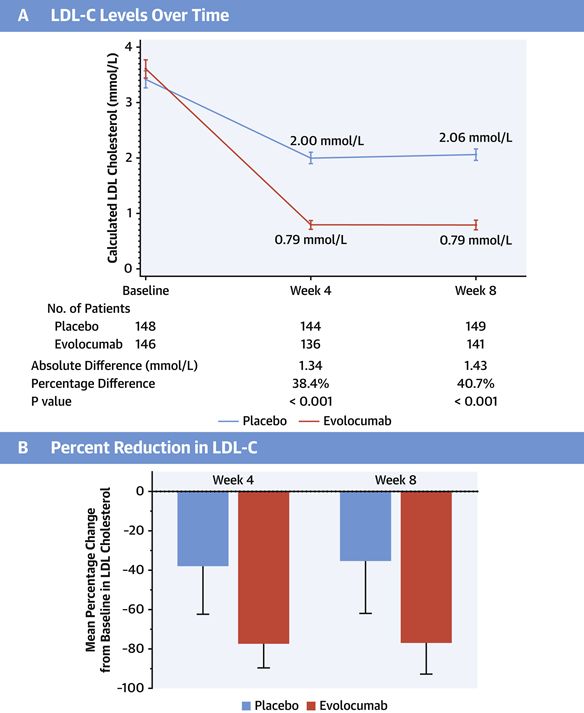 A LDL-C Levels Over Time
Calculated LDL Cholesterol (mmol/L)
4
3
2
1
0
2.00 mmol/L
2.06 mmol/L
0.79 mmol/L
0.79 mmol/L
Baseline Week 4 Week 8
No. of Patients
Placebo 148 144 149
Evolocumab 146 136 141
Absolute Difference (mmol/L) 1.34 1.43
Percentage Difference 38.4% 40.7%
P value < 0.001 < 0.001
Placebo Evolocumab
B Percent Reduction in LDL-C
Mean Percentage Change
from Baseline in LDL Cholesterol
Week 4 Week 8
0
-20
-40
-60
-80
-100
Placebo Evolocumab